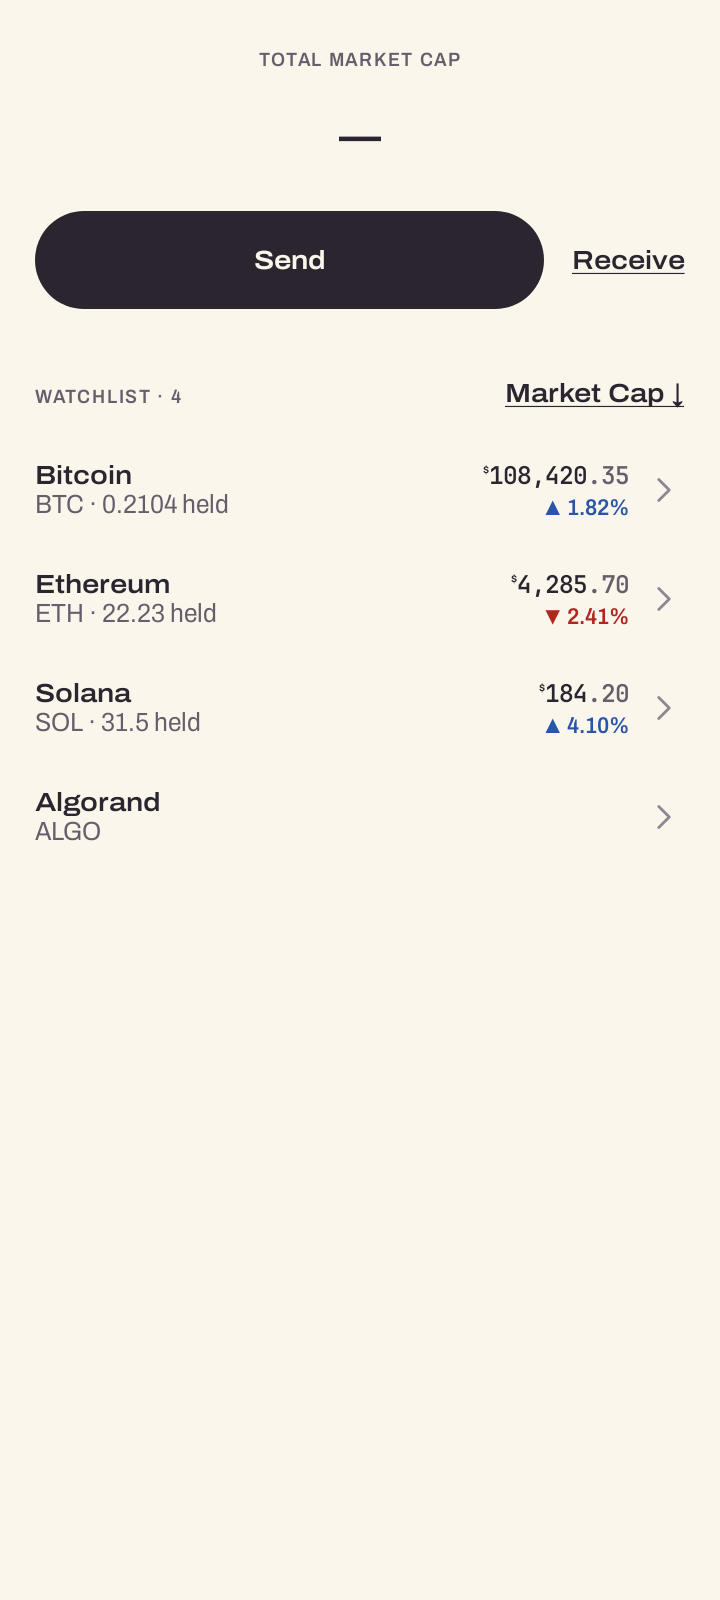 TOTAL MARKET CAP
—
Send
Receive
WATCHLIST · 4
Market Cap ↓
Bitcoin
$108,420.35
BTC · 0.2104 held
▲ 1.82%
Ethereum
$4,285.70
ETH · 22.23 held
▼ 2.41%
Solana
$184.20
SOL · 31.5 held
▲ 4.10%
Algorand
ALGO